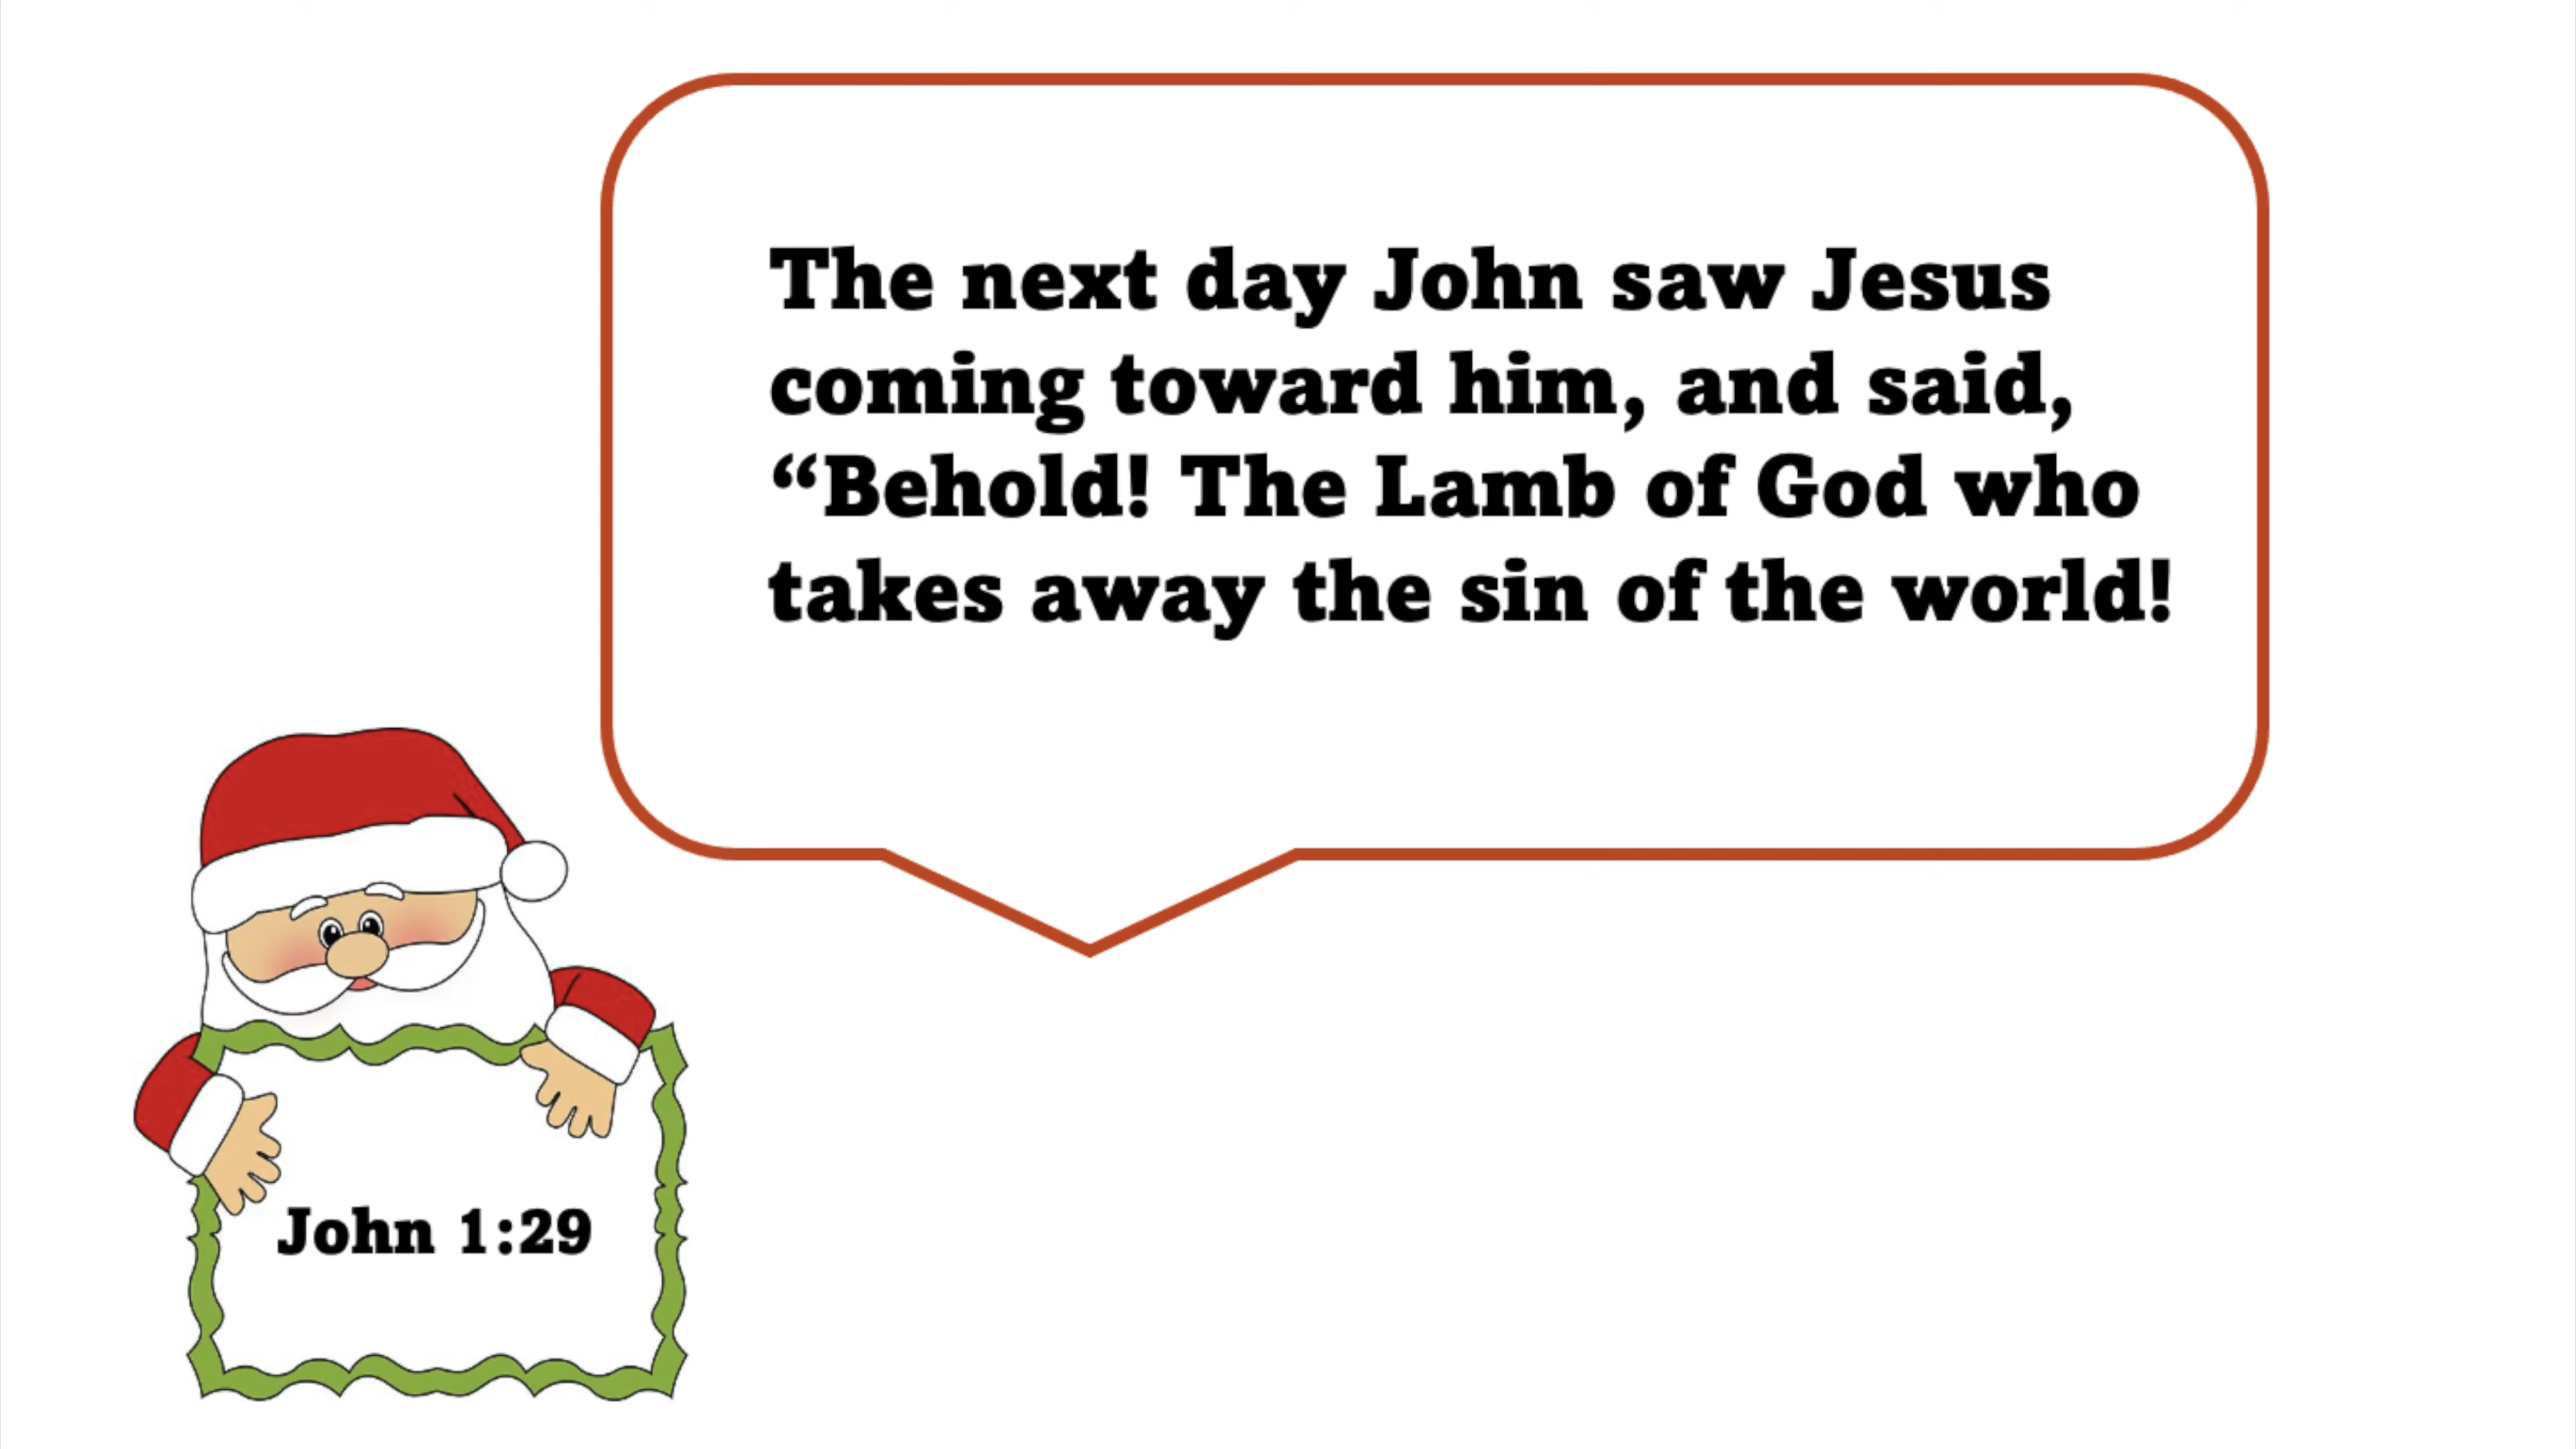 The next day John saw Jesus
coming toward him, and said,
“Behold! The Lamb of God who
takes away the sin of the world!
John 1:29